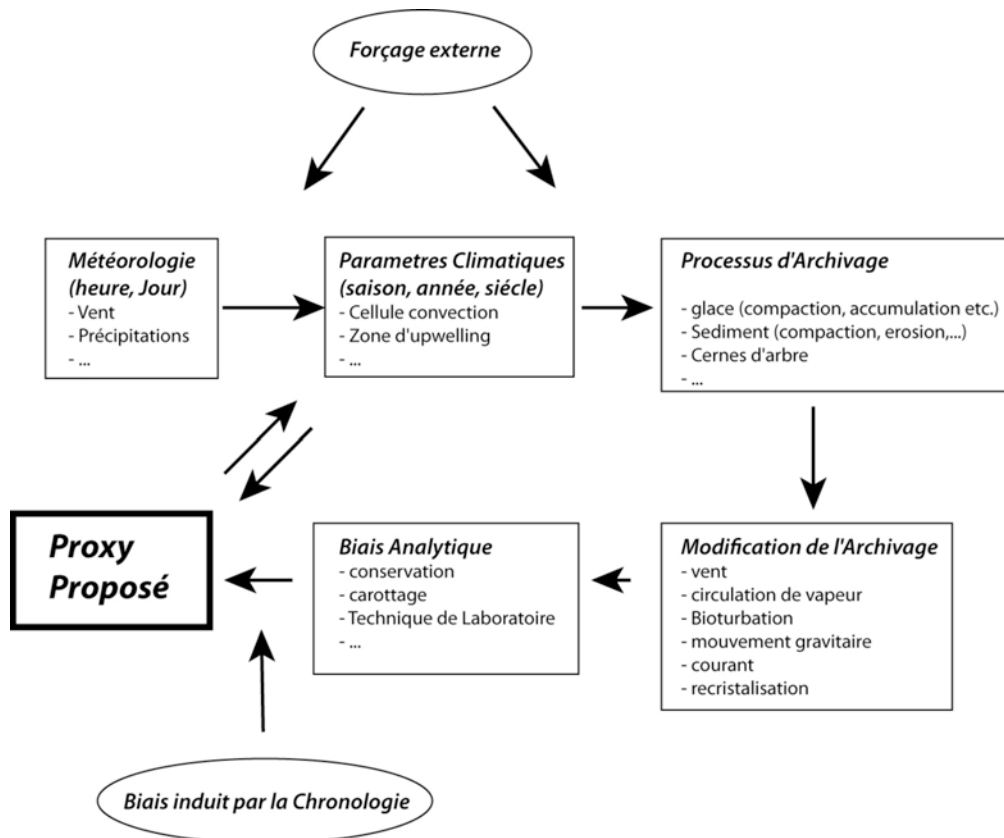 Forçage externe
Météorologie
(heure, Jour)
- Vent
- Précipitations
- ...
Parametres Climatiques
(saison, année, siécle)
- Cellule convection
- Zone d'upwelling
- ...
Processus d'Archivage
- glace (compaction, accumulation etc.)
- Sediment (compaction, erosion,...)
- Cernes d'arbre
- ...
Proxy
Proposé
Biais Analytique
- conservation
- carottage
- Technique de Laboratoire
- ...
Modification de l'Archivage
- vent
- circulation de vapeur
- Bioturbation
- mouvement gravitaire
- courant
- recristalisation
Biais induit par la Chronologie